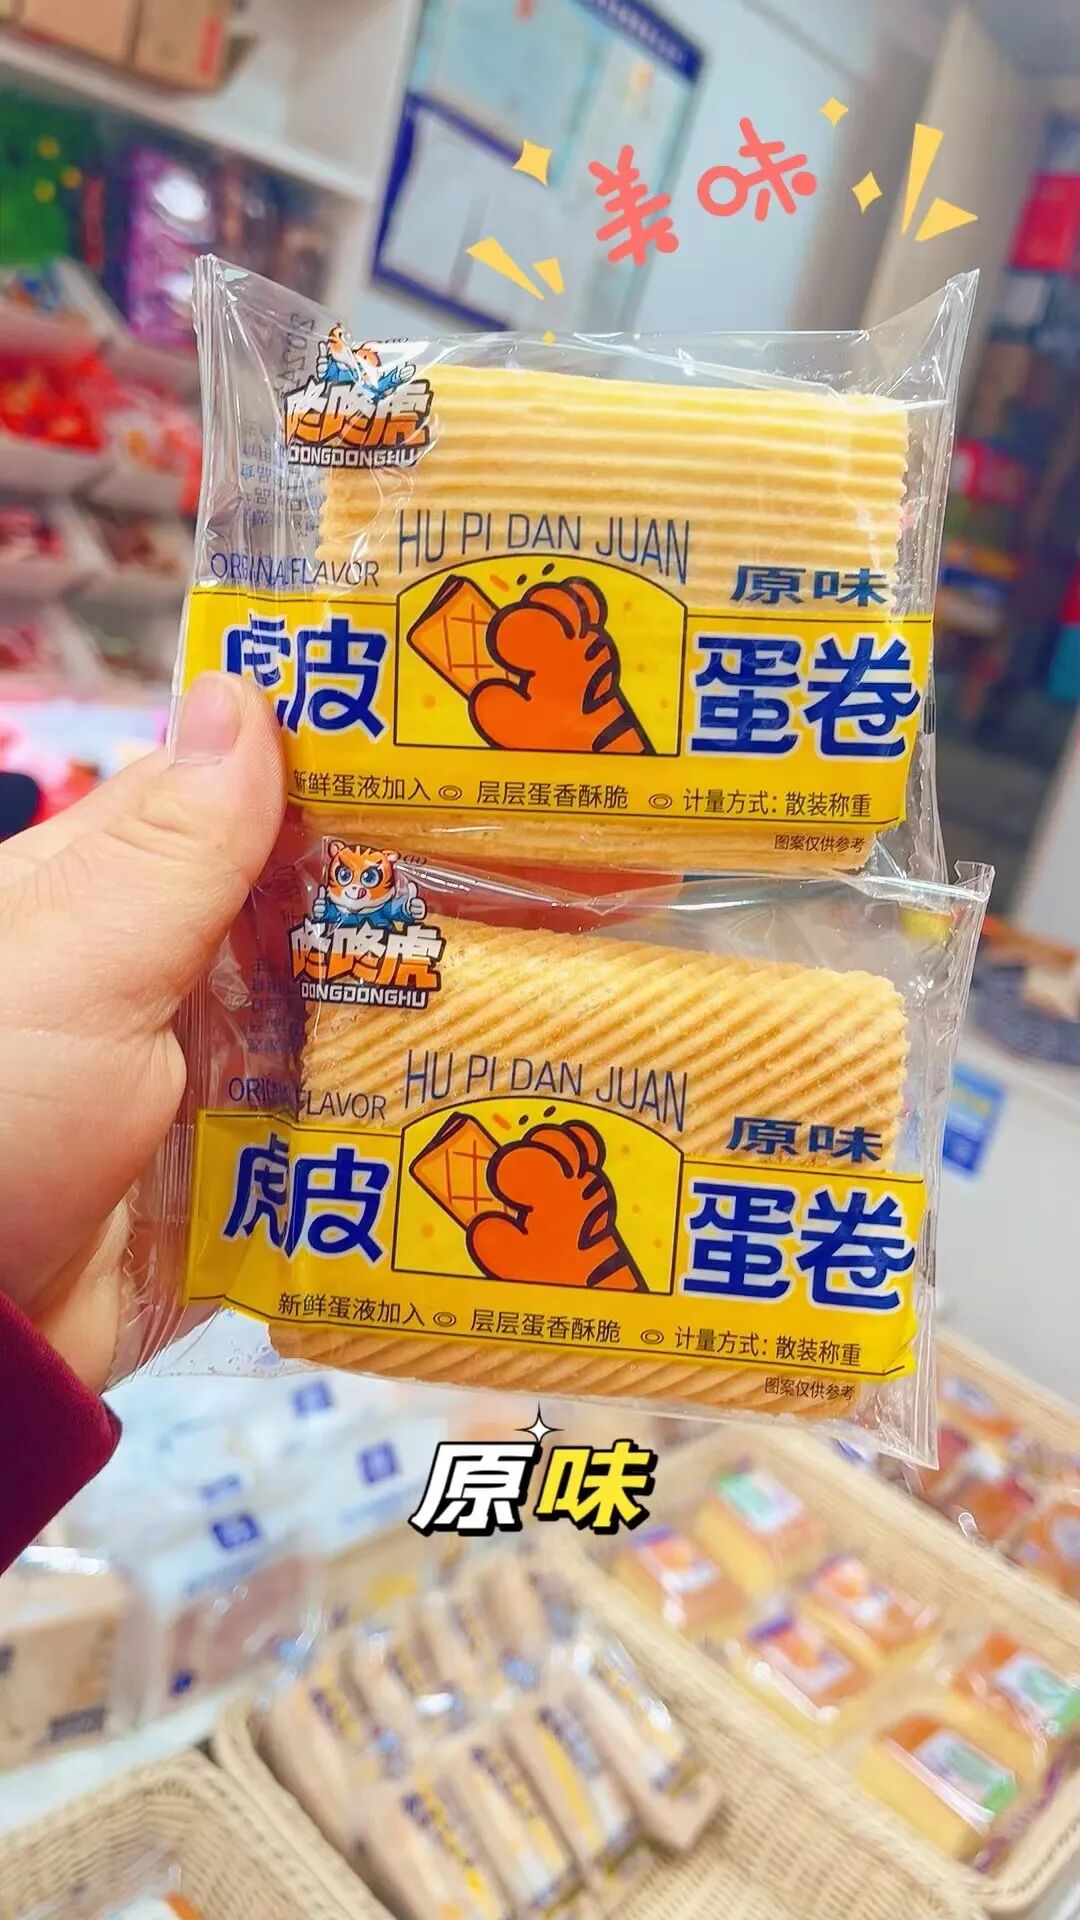 美味
咚咚虎
DONGDONGHU
HU PI DAN JUAN
ORIGINAL FLAVOR
原味
虎皮
蛋卷
新鲜蛋液加入 ◎ 层层蛋香酥脆 ◎ 计量方式：散装称重
图案仅供参考
咚咚虎
DONGDONGHU
HU PI DAN JUAN
ORIGINAL FLAVOR
原味
虎皮
蛋卷
新鲜蛋液加入 ◎ 层层蛋香酥脆 ◎ 计量方式：散装称重
图案仅供参考
原味